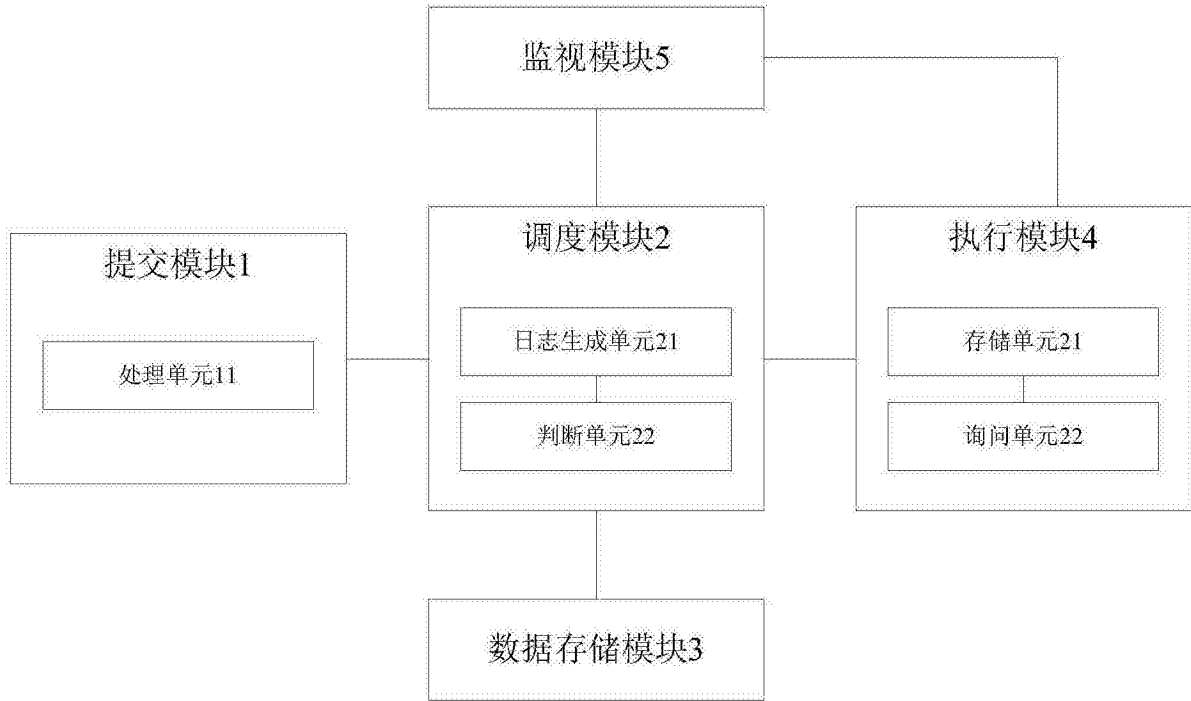 监视模块5
提交模块1
处理单元11
调度模块2
日志生成单元21
判断单元22
执行模块4
存储单元21
询问单元22
数据存储模块3